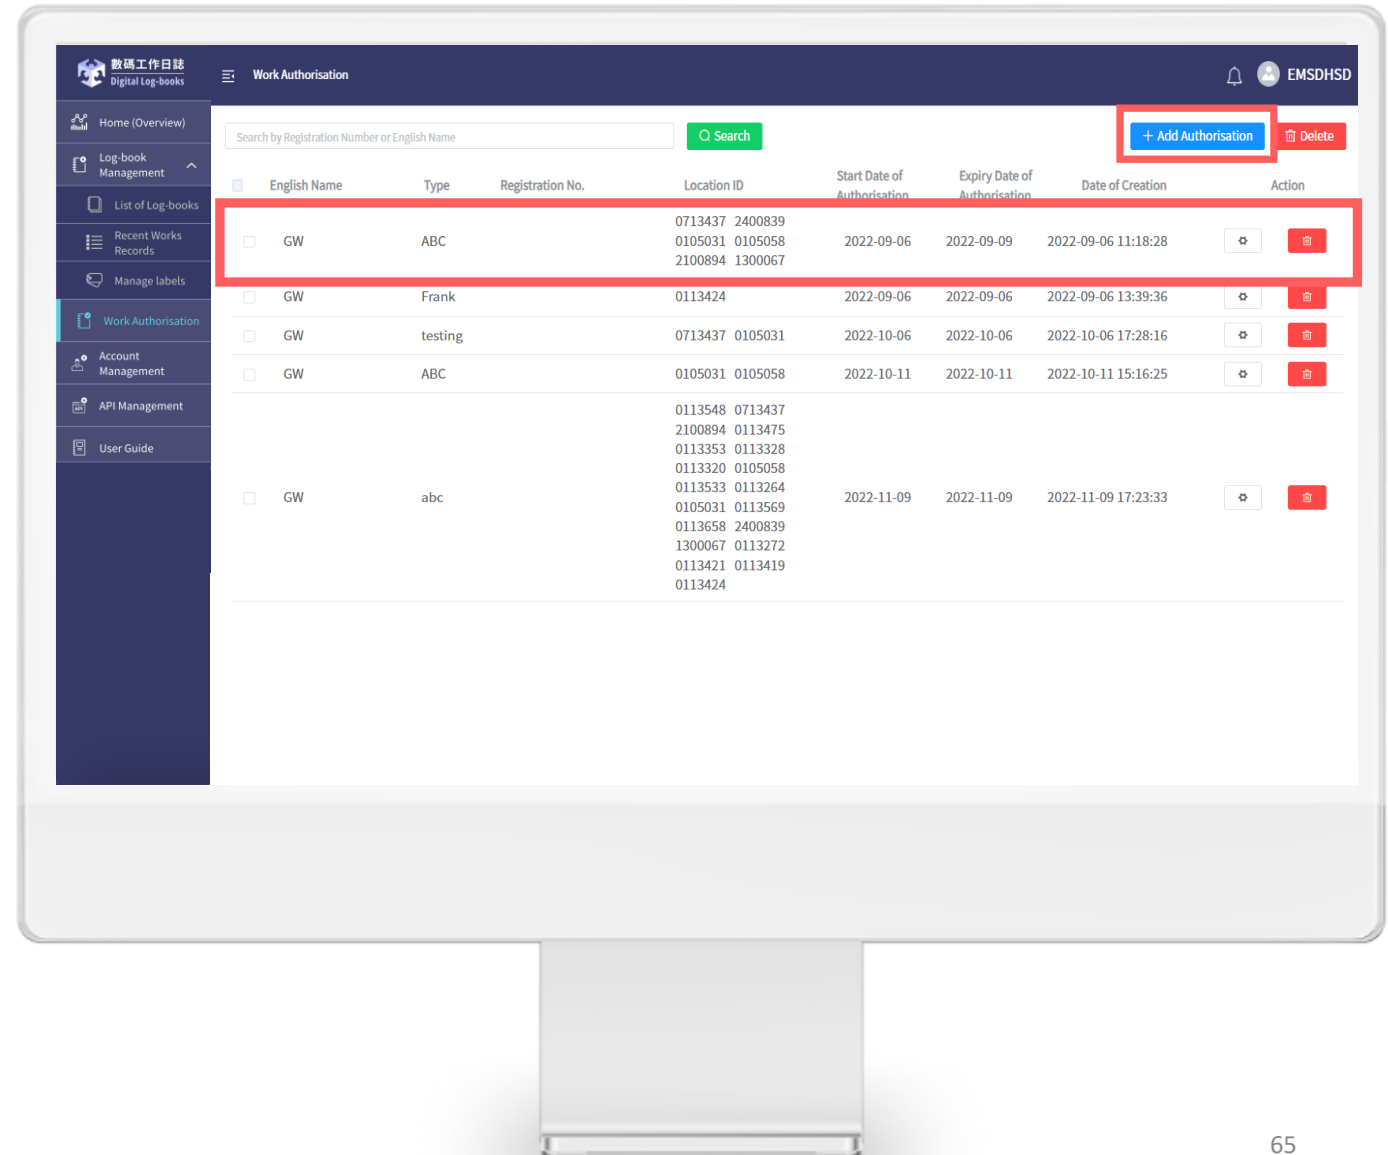 數碼工作日誌
Digital Log-books
Work Authorisation
EMSDHSD
Home (Overview)
Log-book
Management
List of Log-books
Recent Works
Records
Manage labels
Work Authorisation
Account
Management
API Management
User Guide
Search by Registration Number or English Name
Search
+ Add Authorisation
Delete
English Name Type Registration No. Location ID Start Date of Authorisation Expiry Date of Authorisation Date of Creation Action
0713437 2400839
GW ABC 0105031 0105058 2022-09-06 2022-09-09 2022-09-06 11:18:28
2100894 1300067
GW Frank 0113424 2022-09-06 2022-09-06 2022-09-06 13:39:36
GW testing 0713437 0105031 2022-10-06 2022-10-06 2022-10-06 17:28:16
GW ABC 0105031 0105058 2022-10-11 2022-10-11 2022-10-11 15:16:25
0113548 0713437
2100894 0113475
0113353 0113328
0113320 0105058
0113533 0113264
GW abc 0105031 0113569 2022-11-09 2022-11-09 2022-11-09 17:23:33
0113658 2400839
1300067 0113272
0113421 0113419
0113424
65